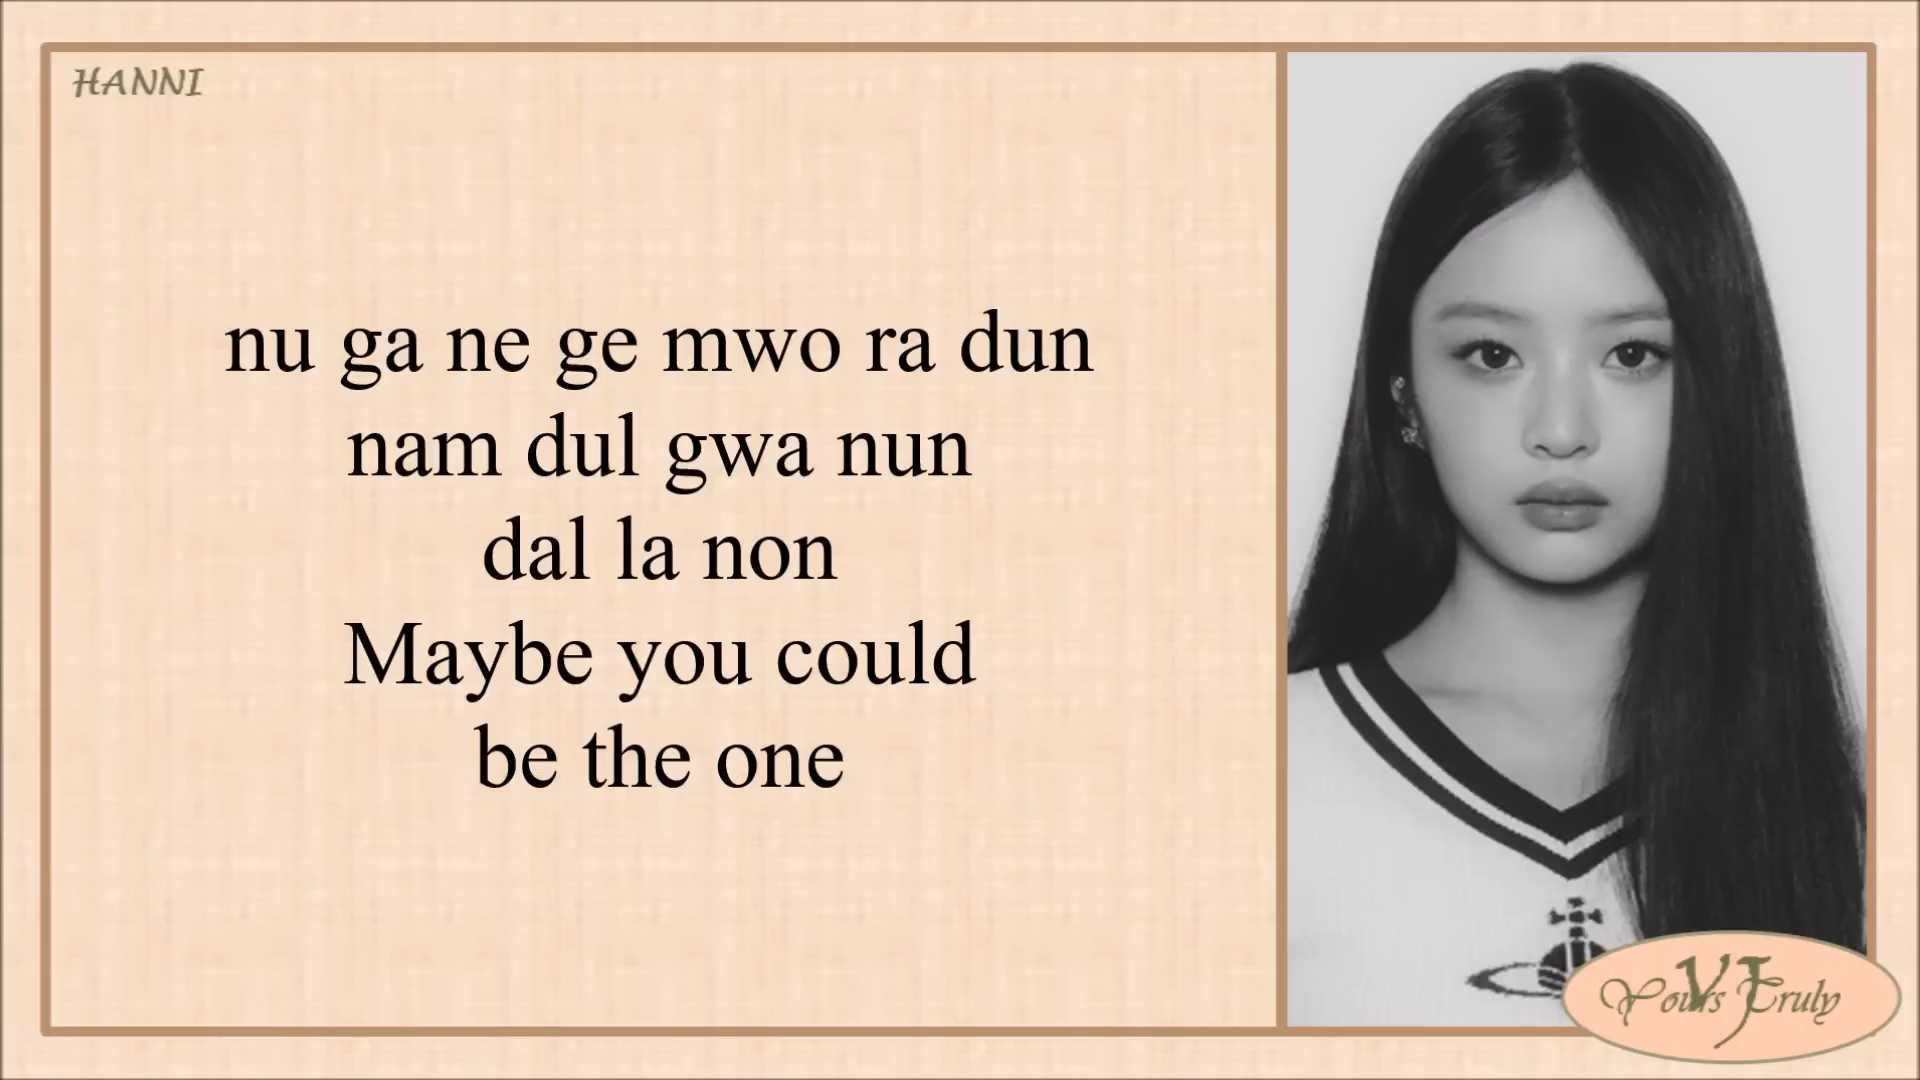 HANNI
nu ga ne ge mwo ra dun
nam dul gwa nun
dal la non
Maybe you could
be the one
Yours Truly
VJ